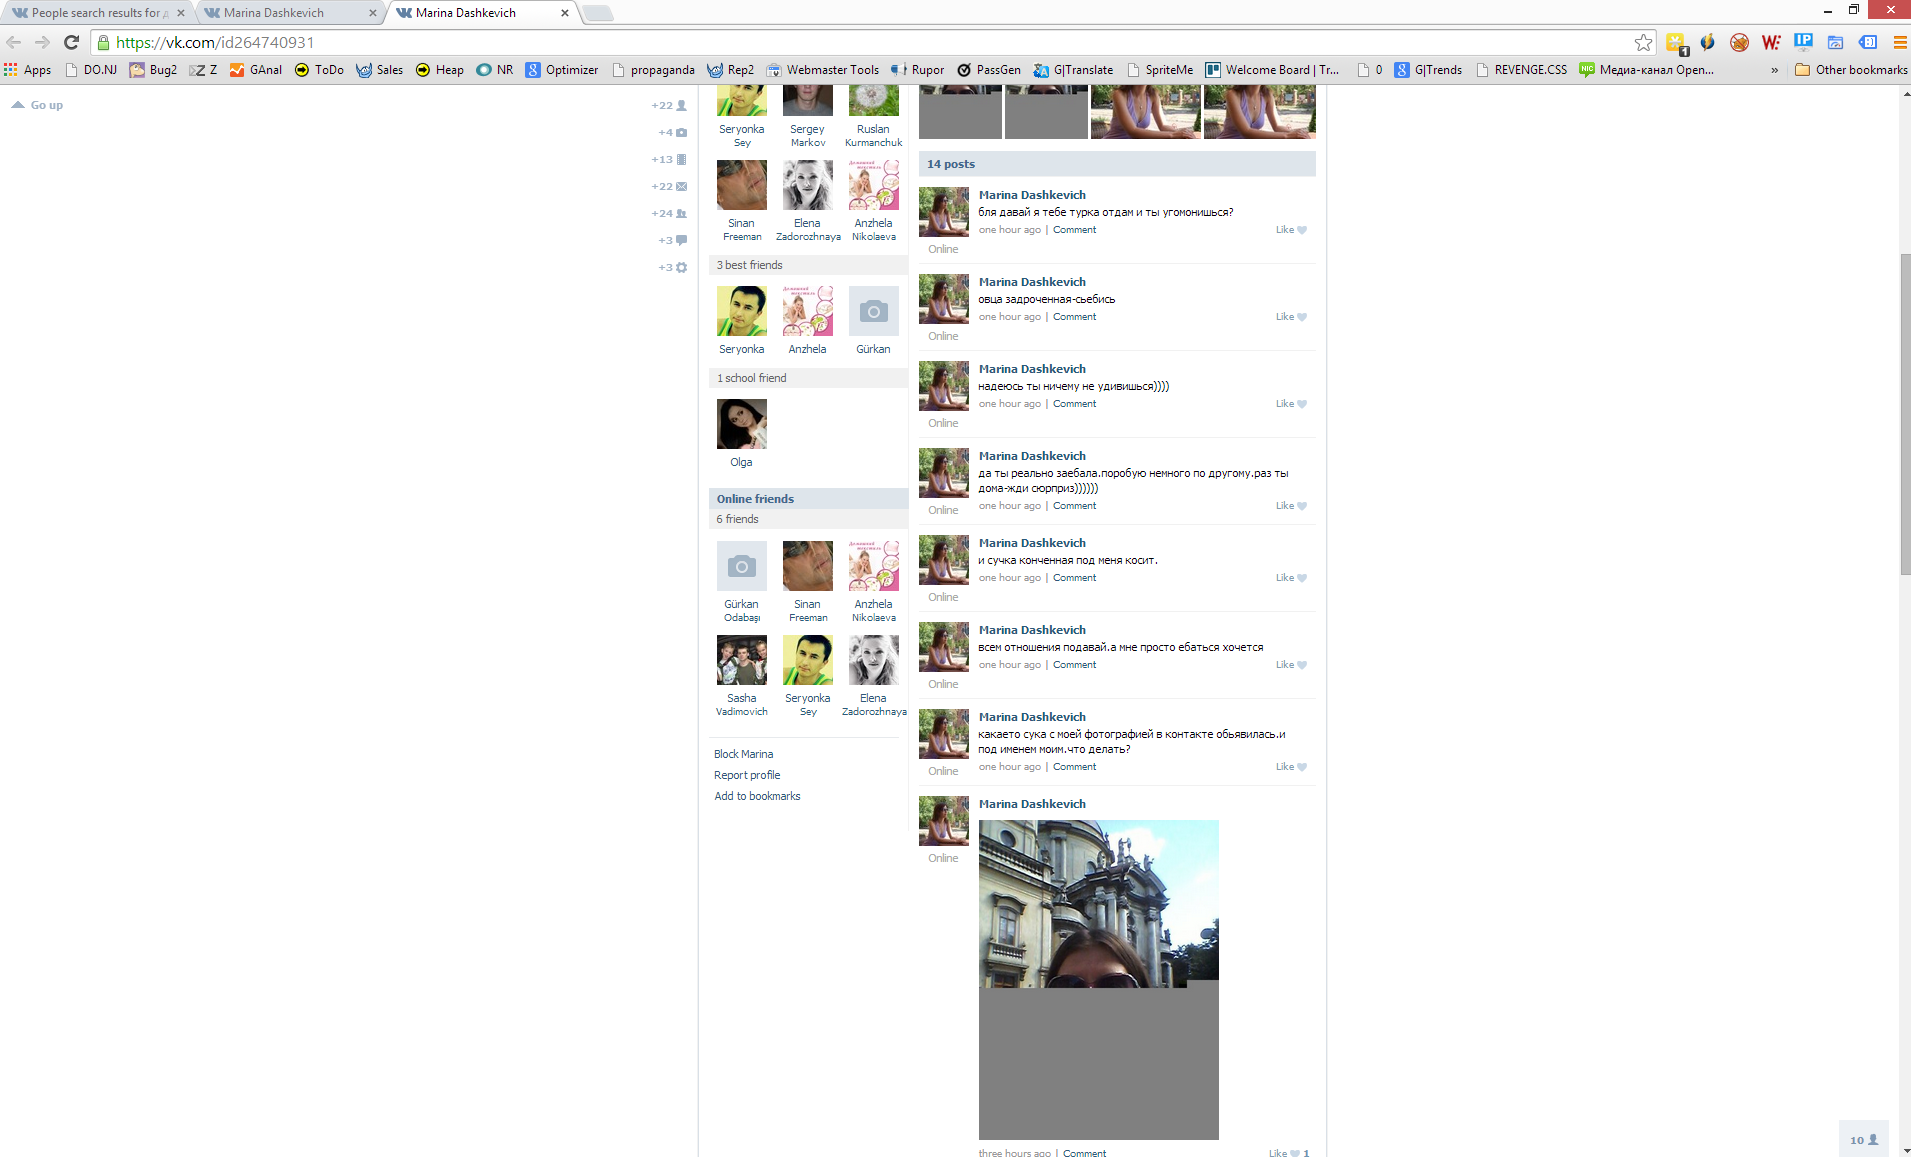 People search results for д
Marina Dashkevich
Marina Dashkevich
https://vk.com/id264740931
1
Apps
DO.NJ
Bug2
Z
GAnal
ToDo
Sales
Heap
NR
Optimizer
propaganda
Rep2
Webmaster Tools
Rupor
PassGen
G|Translate
SpriteMe
Welcome Board | Tr...
0
G|Trends
REVENGE.CSS
Медиа-канал Open...
»
Other bookmarks
Go up
+22
+4
+13
+22
+24
+3
+3
Seryonka
Sey
Sergey
Markov
Ruslan
Kurmanchuk
Sinan
Freeman
Elena
Zadorozhnaya
Anzhela
Nikolaeva
3 best friends
Seryonka
Anzhela
Gürkan
1 school friend
Olga
Online friends
6 friends
Gürkan
Odabaşı
Sinan
Freeman
Anzhela
Nikolaeva
Sasha
Vadimovich
Seryonka
Sey
Elena
Zadorozhnaya
Block Marina
Report profile
Add to bookmarks
14 posts
Marina Dashkevich
бля давай я тебе турка отдам и ты угомонишься?
one hour ago | Comment
Like
Online
Marina Dashkevich
овца задроченная-сьебись
one hour ago | Comment
Like
Online
Marina Dashkevich
надеюсь ты ничему не удивишься))))
one hour ago | Comment
Like
Online
Marina Dashkevich
да ты реально заебала.поробую немного по другому.раз ты
дома-жди сюрприз))))))
one hour ago | Comment
Like
Online
Marina Dashkevich
и сучка конченная под меня косит.
one hour ago | Comment
Like
Online
Marina Dashkevich
всем отношения подавай.а мне просто ебаться хочется
one hour ago | Comment
Like
Online
Marina Dashkevich
какаето сука с моей фотографией в контакте обьявилась.и
под именем моим.что делать?
one hour ago | Comment
Like
Online
Marina Dashkevich
Online
three hours ago | Comment
Like 1
10